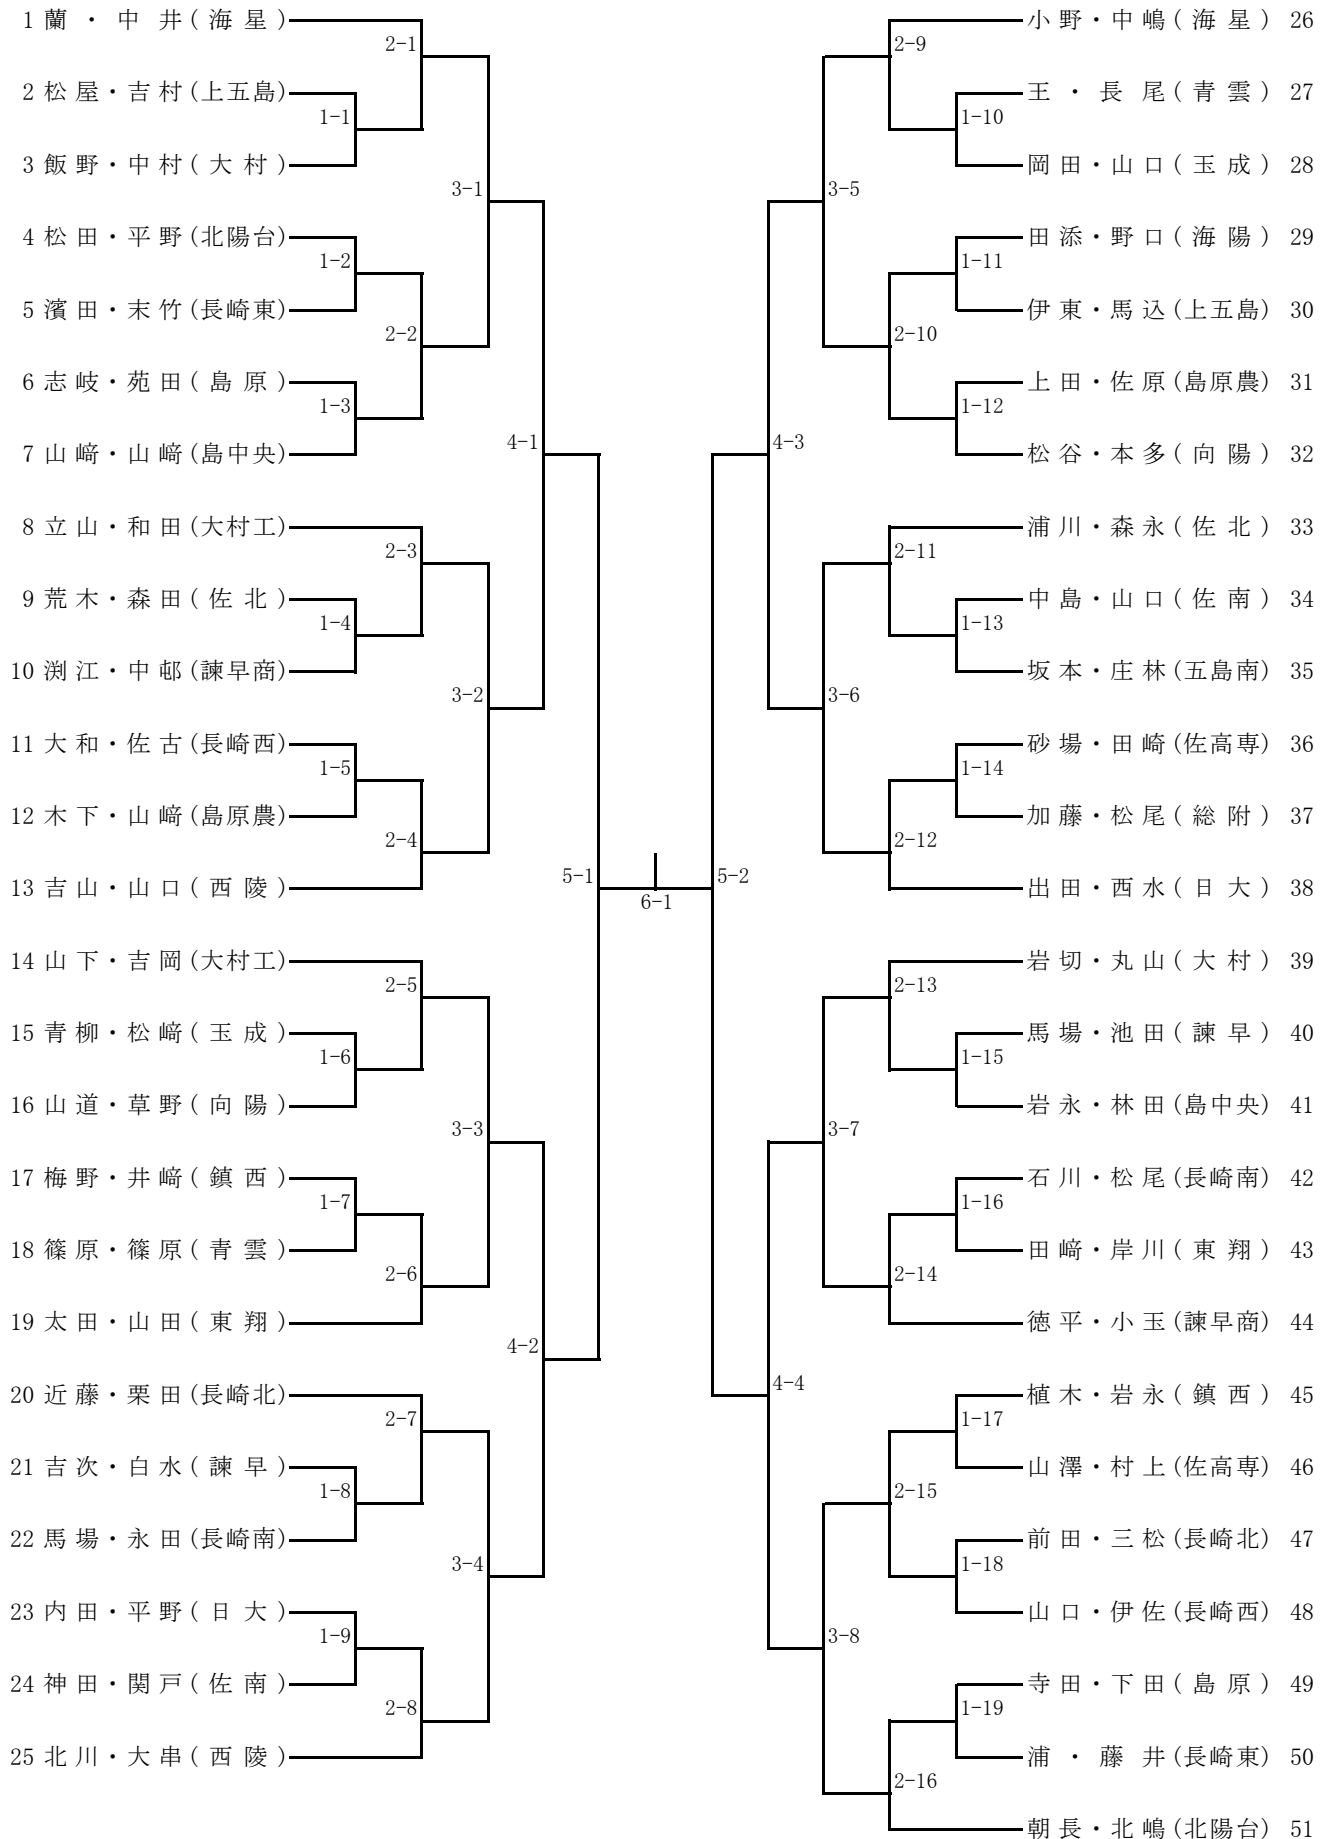 1 蘭 ・ 中 井 ( 海 星 )
2 松 屋 ・ 吉 村 (上五島)
3 飯 野 ・ 中 村 ( 大 村 )
4 松 田 ・ 平 野 (北陽台)
5 濱 田 ・ 末 竹 (長崎東)
6 志 岐 ・ 苑 田 ( 島 原 )
7 山 﨑 ・ 山 﨑 (島中央)
8 立 山 ・ 和 田 (大村工)
9 荒 木 ・ 森 田 ( 佐 北 )
10 渕 江 ・ 中 邨 (諫早商)
11 大 和 ・ 佐 古 (長崎西)
12 木 下 ・ 山 﨑 (島原農)
13 吉 山 ・ 山 口 ( 西 陵 )
14 山 下 ・ 吉 岡 (大村工)
15 青 柳 ・ 松 﨑 ( 玉 成 )
16 山 道 ・ 草 野 ( 向 陽 )
17 梅 野 ・ 井 﨑 ( 鎮 西 )
18 篠 原 ・ 篠 原 ( 青 雲 )
19 太 田 ・ 山 田 ( 東 翔 )
20 近 藤 ・ 栗 田 (長崎北)
21 吉 次 ・ 白 水 ( 諫 早 )
22 馬 場 ・ 永 田 (長崎南)
23 内 田 ・ 平 野 ( 日 大 )
24 神 田 ・ 関 戸 ( 佐 南 )
25 北 川 ・ 大 串 ( 西 陵 )
1-1
1-2
1-3
1-4
1-5
1-6
1-7
1-8
1-9
2-1
2-2
2-3
2-4
2-5
2-6
2-7
2-8
3-1
3-2
3-3
3-4
4-1
4-2
5-1
6-1
5-2
4-3
4-4
3-5
3-6
3-7
3-8
2-9
2-10
2-11
2-12
2-13
2-14
2-15
2-16
1-10
1-11
1-12
1-13
1-14
1-15
1-16
1-17
1-18
1-19
小 野 ・ 中 嶋 ( 海 星 ) 26
王 ・ 長 尾 ( 青 雲 ) 27
岡 田 ・ 山 口 ( 玉 成 ) 28
田 添 ・ 野 口 ( 海 陽 ) 29
伊 東 ・ 馬 込 (上五島) 30
上 田 ・ 佐 原 (島原農) 31
松 谷 ・ 本 多 ( 向 陽 ) 32
浦 川 ・ 森 永 ( 佐 北 ) 33
中 島 ・ 山 口 ( 佐 南 ) 34
坂 本 ・ 庄 林 (五島南) 35
砂 場 ・ 田 崎 (佐高専) 36
加 藤 ・ 松 尾 ( 総 附 ) 37
出 田 ・ 西 水 ( 日 大 ) 38
岩 切 ・ 丸 山 ( 大 村 ) 39
馬 場 ・ 池 田 ( 諫 早 ) 40
岩 永 ・ 林 田 (島中央) 41
石 川 ・ 松 尾 (長崎南) 42
田 﨑 ・ 岸 川 ( 東 翔 ) 43
徳 平 ・ 小 玉 (諫早商) 44
植 木 ・ 岩 永 ( 鎮 西 ) 45
山 澤 ・ 村 上 (佐高専) 46
前 田 ・ 三 松 (長崎北) 47
山 口 ・ 伊 佐 (長崎西) 48
寺 田 ・ 下 田 ( 島 原 ) 49
浦 ・ 藤 井 (長崎東) 50
朝 長 ・ 北 嶋 (北陽台) 51